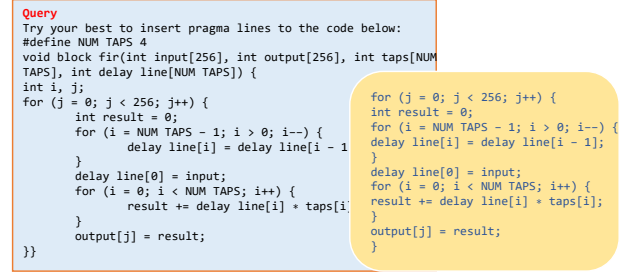 Query
Try your best to insert pragma lines to the code below:
#define NUM TAPS 4
void block fir(int input[256], int output[256], int taps[NUM
TAPS], int delay line[NUM TAPS]) {
int i, j;
for (j = 0; j < 256; j++) {
int result = 0;
for (i = NUM TAPS - 1; i > 0; i--) {
delay line[i] = delay line[i - 1
}
delay line[0] = input;
for (i = 0; i < NUM TAPS; i++) {
result += delay line[i] * taps[i]
}
output[j] = result;
}}
for (j = 0; j < 256; j++) {
int result = 0;
for (i = NUM TAPS - 1; i > 0; i--) {
delay line[i] = delay line[i - 1];
}
delay line[0] = input;
for (i = 0; i < NUM TAPS; i++) {
result += delay line[i] * taps[i];
}
output[j] = result;
}